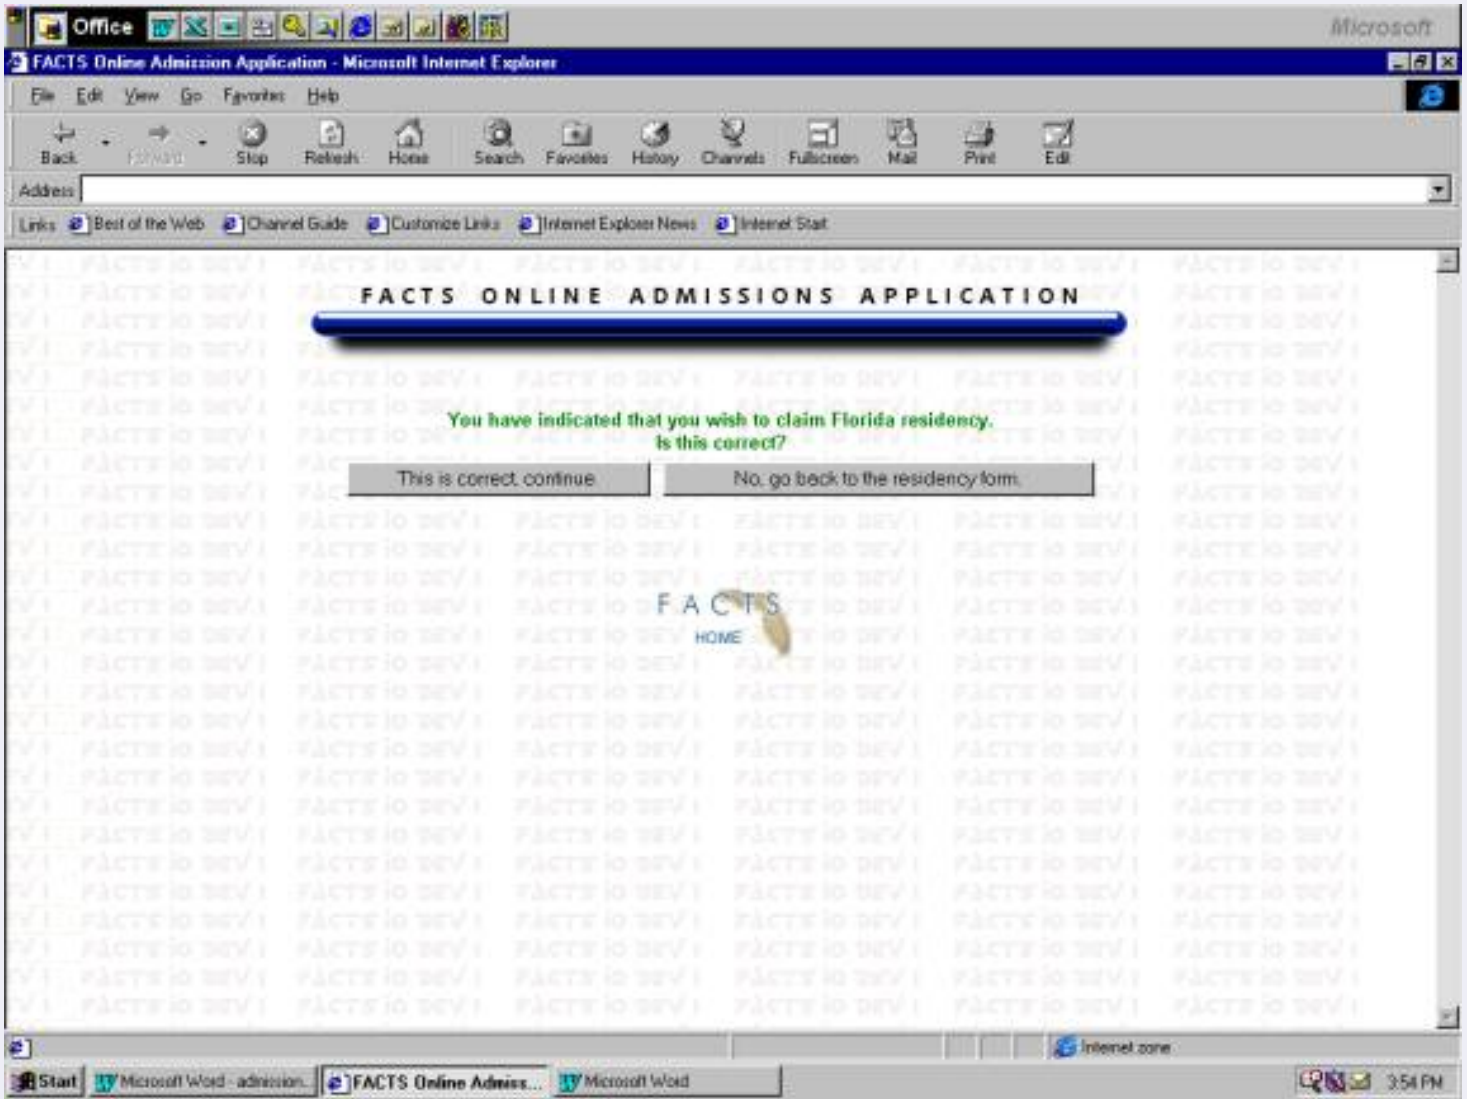 Office
Microsoft
FACTS Online Admission Application - Microsoft Internet Explorer
File Edit View Go Favorites Help
Back Forward Stop Refresh Home Search Favorites History Channels Fullscreen Mail Print Edit
Address
Links Best of the Web Channel Guide Customize Links Internet Explorer News Internet Start
FACTS ONLINE ADMISSIONS APPLICATION
You have indicated that you wish to claim Florida residency.
Is this correct?
This is correct, continue. No, go back to the residency form.
FACTS
HOME
Internet zone
Start Microsoft Word - admission... FACTS Online Admiss... Microsoft Word 3:54 PM